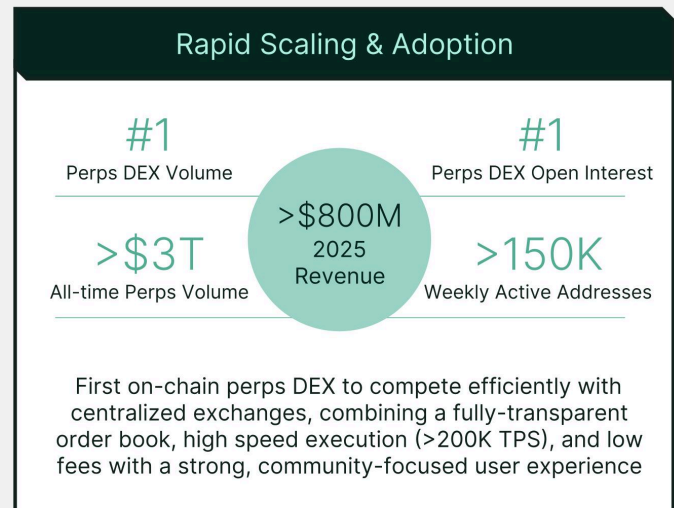 Rapid Scaling & Adoption
#1
Perps DEX Volume
#1
Perps DEX Open Interest
>$800M
2025
Revenue
>$3T
All-time Perps Volume
>150K
Weekly Active Addresses
First on-chain perps DEX to compete efficiently with
centralized exchanges, combining a fully-transparent
order book, high speed execution (>200K TPS), and low
fees with a strong, community-focused user experience